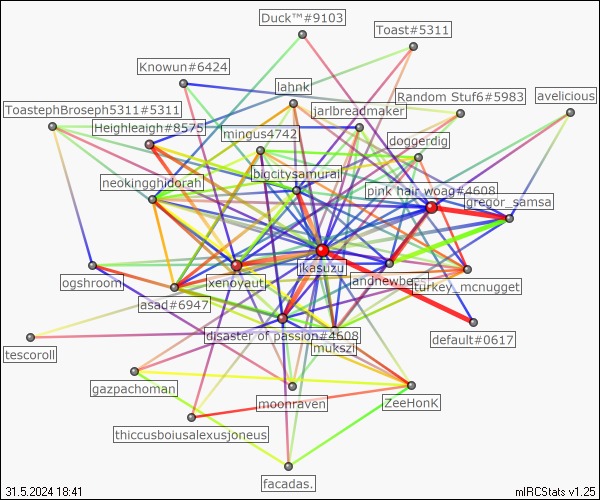 Duck™#9103
Toast#5311
Knowun#6424
lahnk
Random Stuf6#5983
avelicious
ToastephBroseph5311#5311
jarlbreadmaker
Heighleaigh#8575
mingus4742
doggerdig
bigcitysamurai
neokingghidorah
pink hair woag#4608
gregor_samsa
ikasuzu
ogshroom
xenoyaut
jandnewbess
turkey_mcnugget
asad#6947
disaster of passion#4608
default#0617
mukszi
tescoroll
gazpachoman
moonraven
ZeeHonK
thiccusboiusalexusjoneus
facadas.
31.5.2024 18:41
mIRCStats v1.25